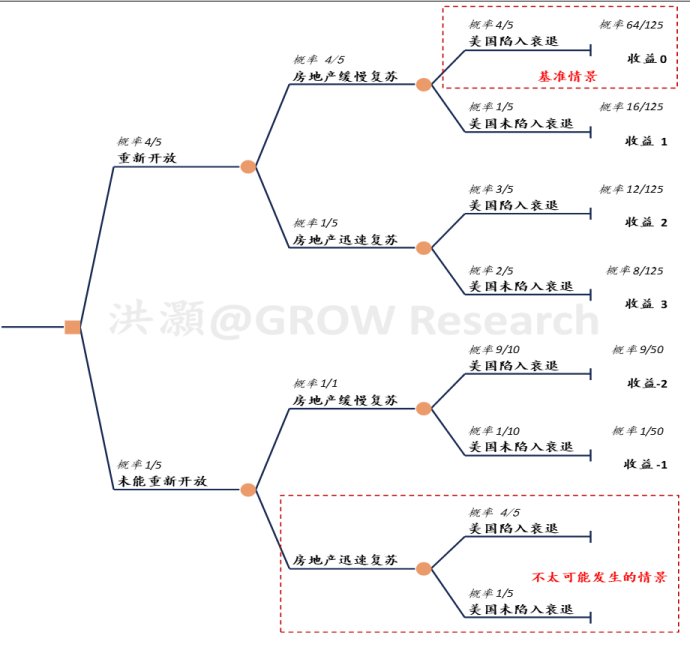 概率 4/5
概率 64/125
美国陷入衰退
收益0
基准情景
概率 4/5
房地产缓慢复苏
概率 1/5
概率 16/125
美国未陷入衰退
收益 1
概率 4/5
重新开放
概率 3/5
概率 12/125
美国陷入衰退
收益 2
概率 1/5
房地产迅速复苏
概率 2/5
概率 8/125
美国未陷入衰退
收益 3
洪灝@GROW Research
概率 9/10
概率 9/50
美国陷入衰退
收益-2
概率 1/1
房地产缓慢复苏
概率 1/10
概率 1/50
美国未陷入衰退
收益-1
概率 1/5
未能重新开放
概率 4/5
美国陷入衰退
房地产迅速复苏
不太可能发生的情景
概率 1/5
美国未陷入衰退